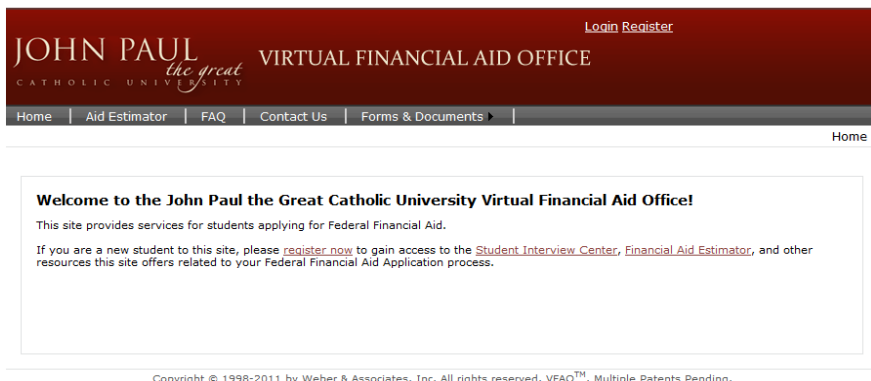 Login Register
JOHN PAUL
the great
CATHOLIC UNIVERSITY
VIRTUAL FINANCIAL AID OFFICE
Home Aid Estimator FAQ Contact Us Forms & Documents
Home
Welcome to the John Paul the Great Catholic University Virtual Financial Aid Office!
This site provides services for students applying for Federal Financial Aid.
If you are a new student to this site, please register now to gain access to the Student Interview Center, Financial Aid Estimator, and other
resources this site offers related to your Federal Financial Aid Application process.
Copyright © 1998-2011 by Weber & Associates, Inc. All rights reserved. VFAO™. Multiple Patents Pending.